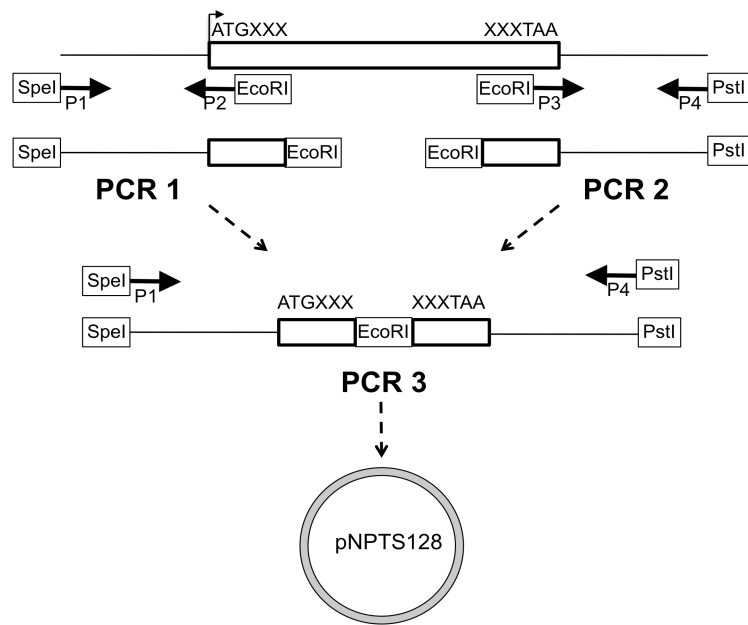 ATGXXX XXXTAA
SpeI P1 P2 EcoRI EcoRI P3 P4 PstI
SpeI EcoRI EcoRI PstI
PCR 1 PCR 2
SpeI P1 P4 PstI
ATGXXX XXXTAA
SpeI EcoRI PstI
PCR 3
pNPTS128